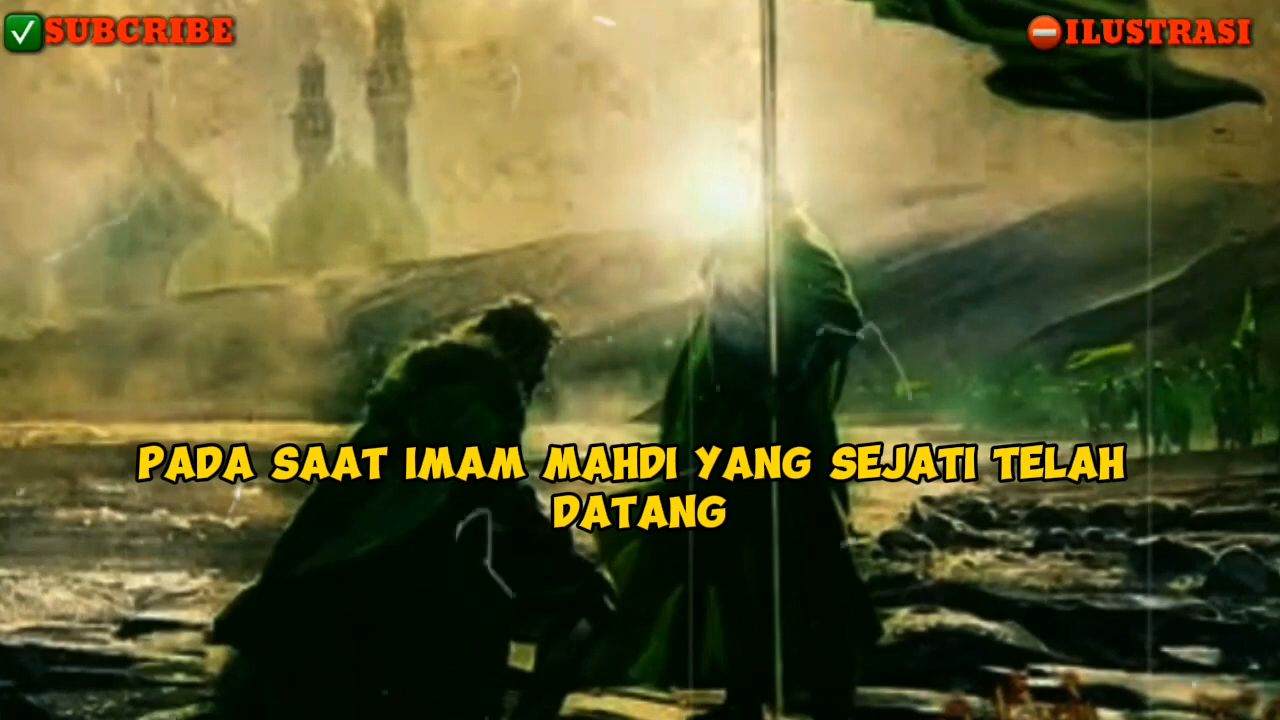 ✅SUBCRIBE
⛔ILUSTRASI
PADA SAAT IMAM MAHDI YANG SEJATI TELAH
DATANG